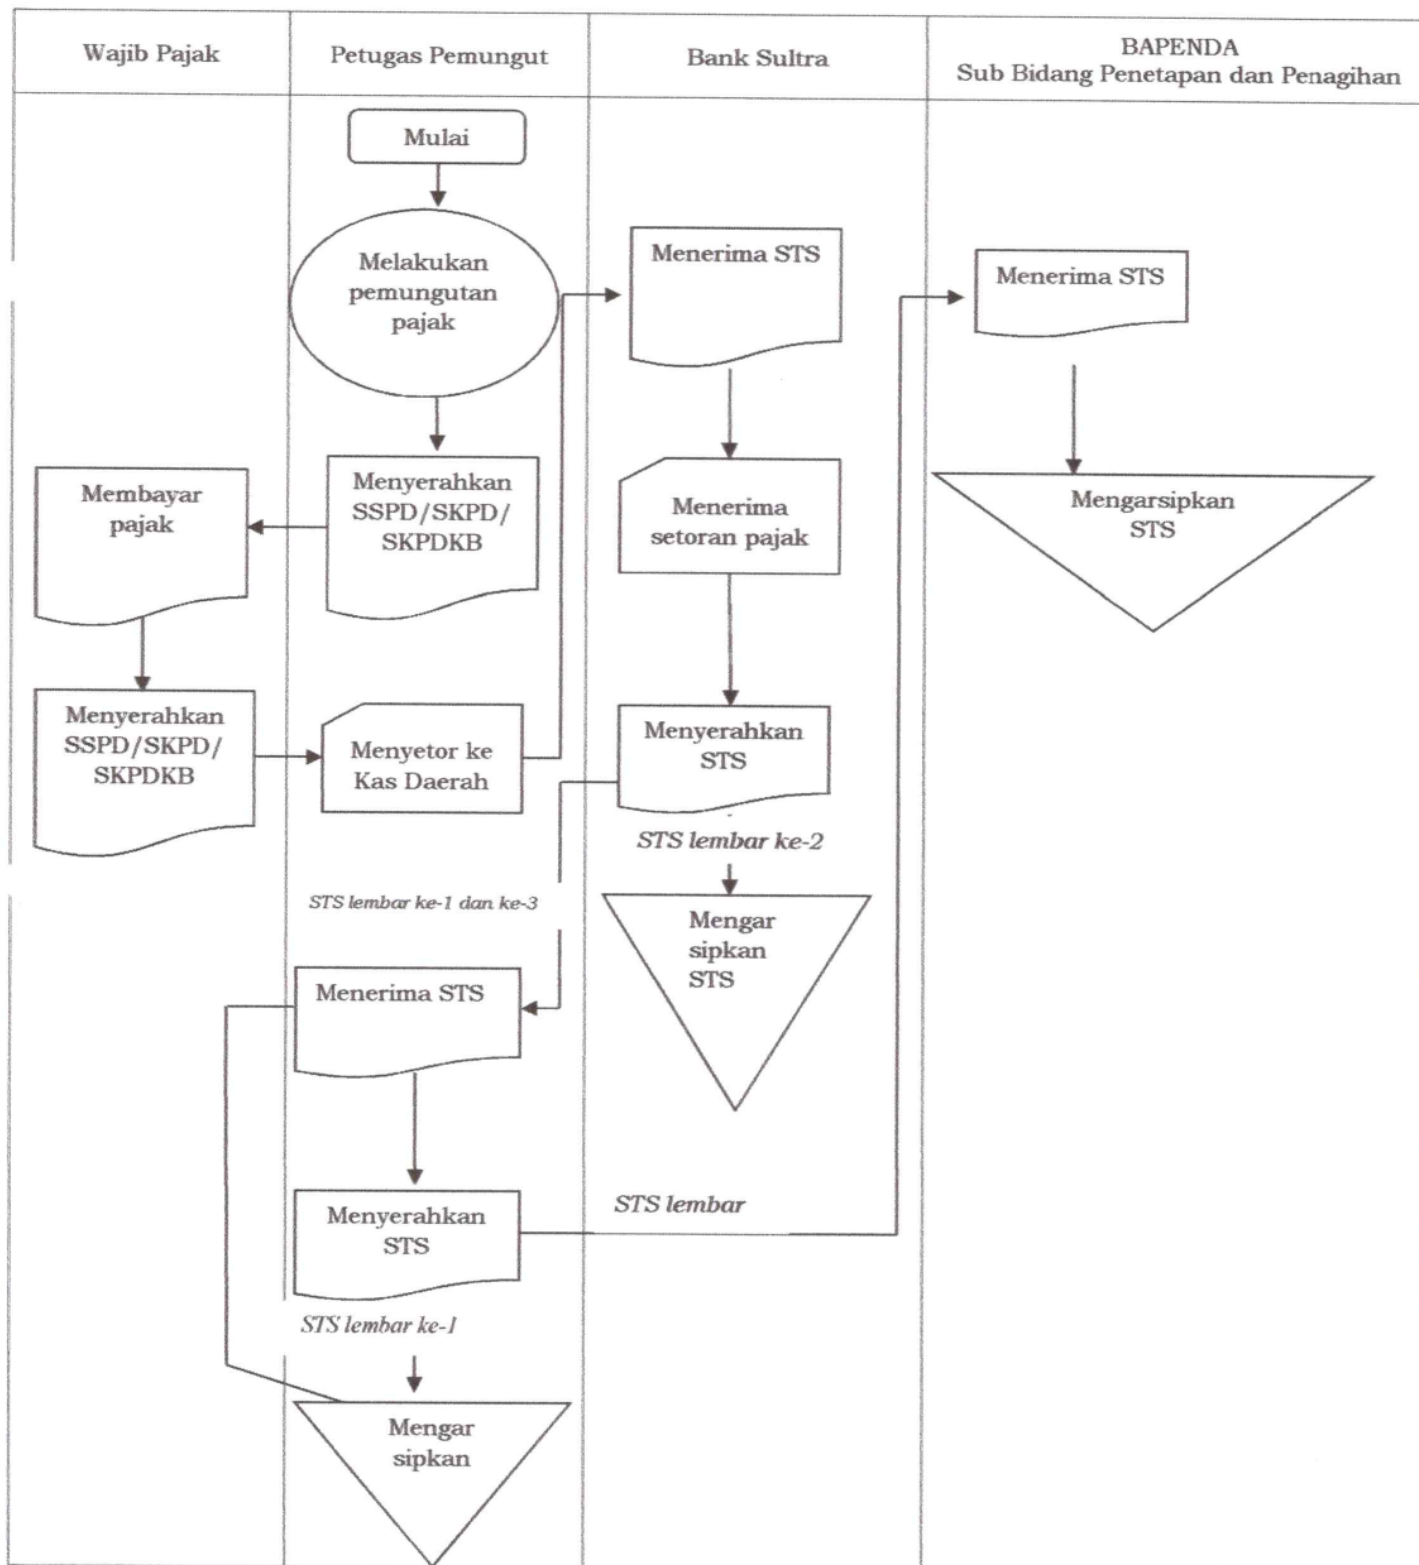 Wajib Pajak
Petugas Pemungut
Bank Sultra
BAPENDA
Sub Bidang Penetapan dan Penagihan
Mulai
Melakukan
pemungutan
pajak
Menerima STS
Menerima STS
Membayar
pajak
Menyerahkan
SSPD/SKPD/
SKPDKB
Menerima
setoran pajak
Mengarsipkan
STS
Menyerahkan
SSPD/SKPD/
SKPDKB
Menyetor ke
Kas Daerah
Menyerahkan
STS
STS lembar ke-2
STS lembar ke-1 dan ke-3
Mengar
sipkan
STS
Menerima STS
Menyerahkan
STS
STS lembar
STS lembar ke-1
Mengar
sipkan